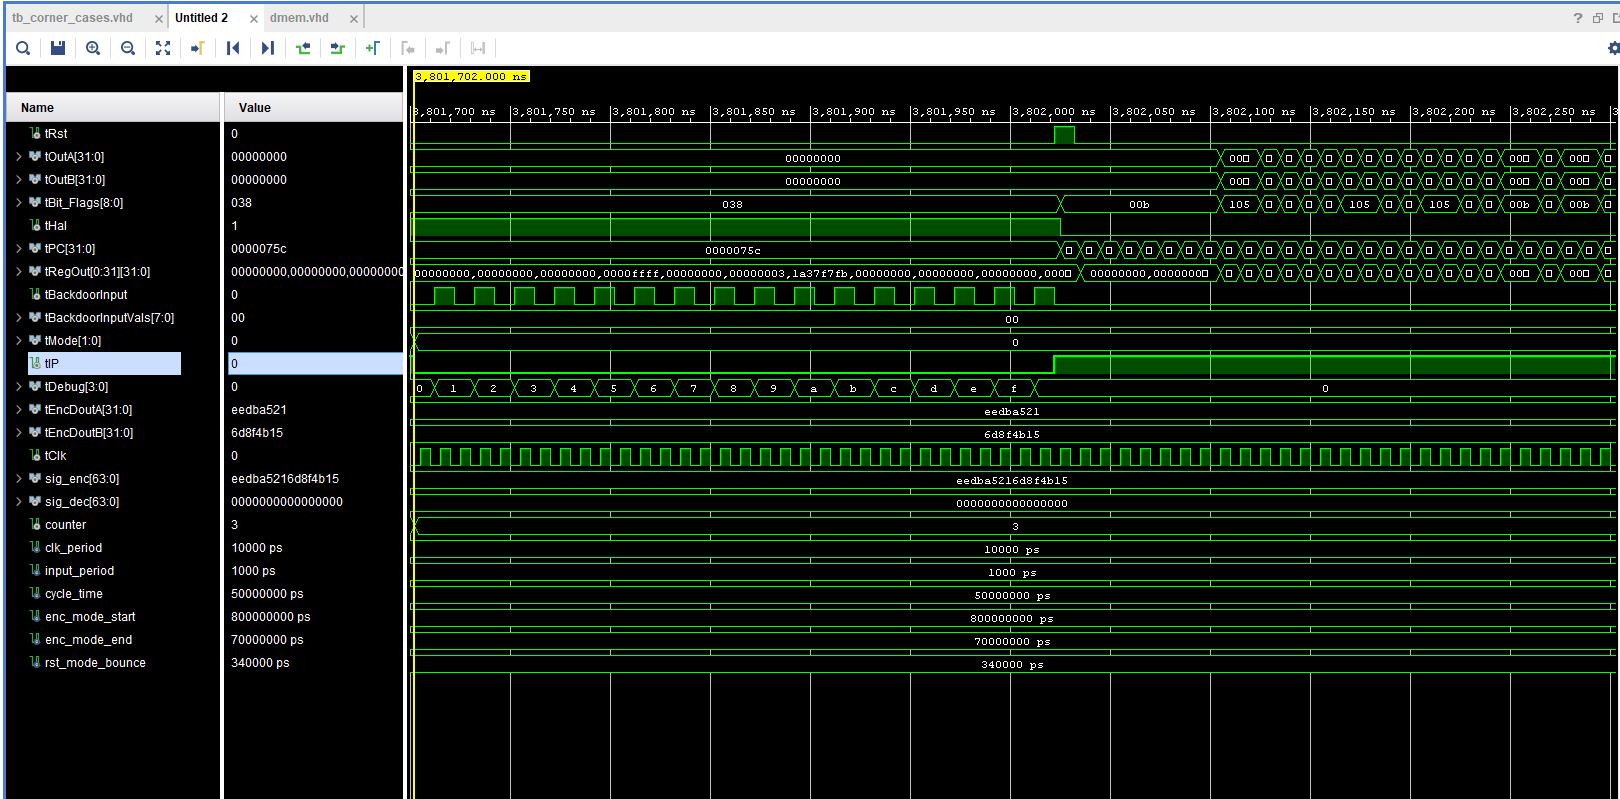 tb_corner_cases.vhd × Untitled 2 × dmem.vhd ×
?
3,801,702.000 ns
Name Value
3,801,700 ns 3,801,750 ns 3,801,800 ns 3,801,850 ns 3,801,900 ns 3,801,950 ns 3,802,000 ns 3,802,050 ns 3,802,100 ns 3,802,150 ns 3,802,200 ns 3,802,250 ns 3
tRst 0
tOutA[31:0] 00000000 00000000 00 00 00
tOutB[31:0] 00000000 00000000 00 00 00
tBit_Flags[8:0] 038 038 00b 105 105 105 00b 00b
tHal 1
tPC[31:0] 0000075c 0000075c
tRegOut[0:31][31:0] 00000000,00000000,00000000 00000000,00000000,00000000,0000ffff,00000000,00000003,1a37f7fb,00000000,00000000,00000000,000 00000000,0000000 00 00
tBackdoorInput 0
tBackdoorInputVals[7:0] 00 00
tMode[1:0] 0 0
tIP 0
tDebug[3:0] 0 0 1 2 3 4 5 6 7 8 9 a b c d e f 0
tEncDoutA[31:0] eedba521 eedba521
tEncDoutB[31:0] 6d8f4b15 6d8f4b15
tClk 0
sig_enc[63:0] eedba5216d8f4b15 eedba5216d8f4b15
sig_dec[63:0] 0000000000000000 0000000000000000
counter 3 3
clk_period 10000 ps 10000 ps
input_period 1000 ps 1000 ps
cycle_time 50000000 ps 50000000 ps
enc_mode_start 800000000 ps 800000000 ps
enc_mode_end 70000000 ps 70000000 ps
rst_mode_bounce 340000 ps 340000 ps